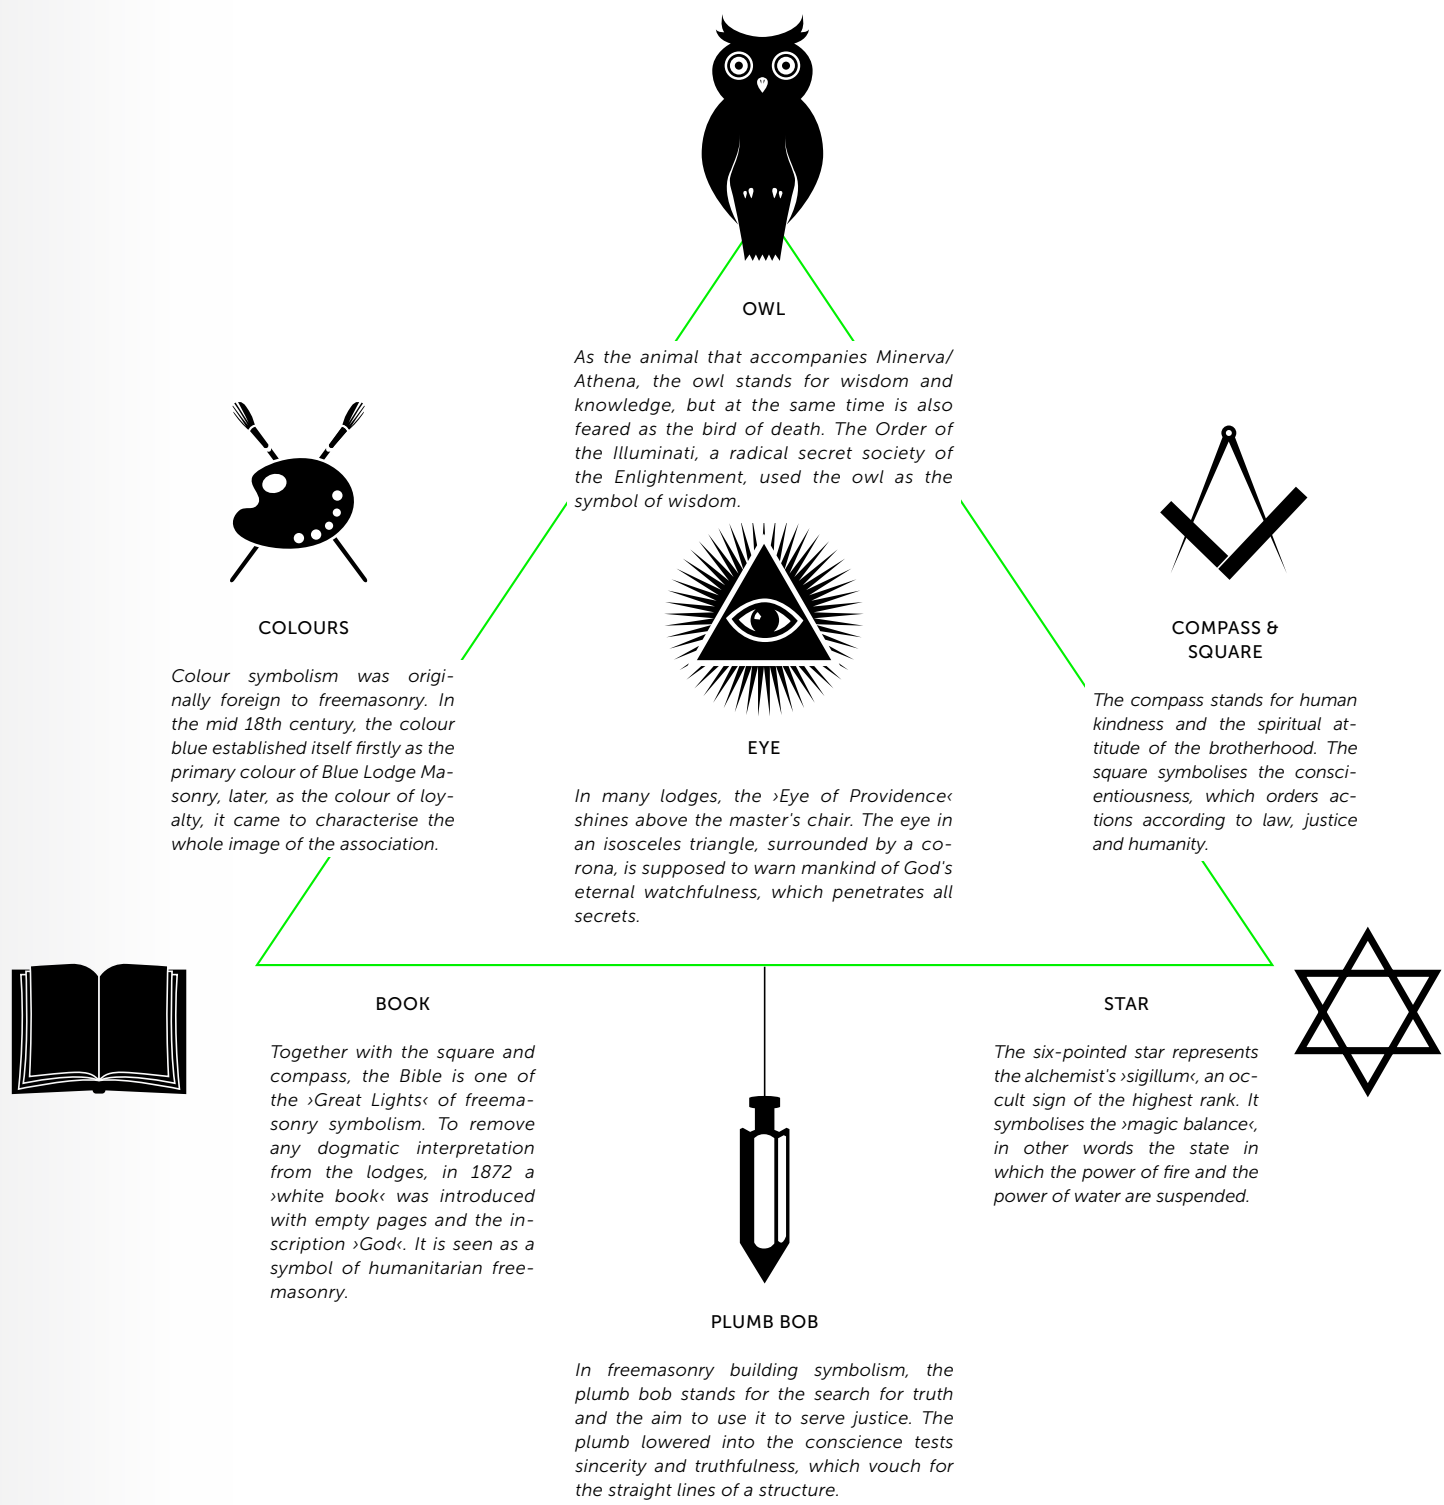 OWL
As the animal that accompanies Minerva/
Athena, the owl stands for wisdom and
knowledge, but at the same time is also
feared as the bird of death. The Order of
the Illuminati, a radical secret society of
the Enlightenment, used the owl as the
symbol of wisdom.
COLOURS
Colour symbolism was origi-
nally foreign to freemasonry. In
the mid 18th century, the colour
blue established itself firstly as the
primary colour of Blue Lodge Ma-
sonry, later, as the colour of loy-
alty, it came to characterise the
whole image of the association.
EYE
In many lodges, the ›Eye of Providence‹
shines above the master's chair. The eye in
an isosceles triangle, surrounded by a co-
rona, is supposed to warn mankind of God's
eternal watchfulness, which penetrates all
secrets.
COMPASS &
SQUARE
The compass stands for human
kindness and the spiritual at-
titude of the brotherhood. The
square symbolises the consci-
entiousness, which orders ac-
tions according to law, justice
and humanity.
BOOK
Together with the square and
compass, the Bible is one of
the ›Great Lights‹ of freema-
sonry symbolism. To remove
any dogmatic interpretation
from the lodges, in 1872 a
›white book‹ was introduced
with empty pages and the in-
scription ›God‹. It is seen as a
symbol of humanitarian free-
masonry.
STAR
The six-pointed star represents
the alchemist's ›sigillum‹, an oc-
cult sign of the highest rank. It
symbolises the ›magic balance‹,
in other words the state in
which the power of fire and the
power of water are suspended.
PLUMB BOB
In freemasonry building symbolism, the
plumb bob stands for the search for truth
and the aim to use it to serve justice. The
plumb lowered into the conscience tests
sincerity and truthfulness, which vouch for
the straight lines of a structure.